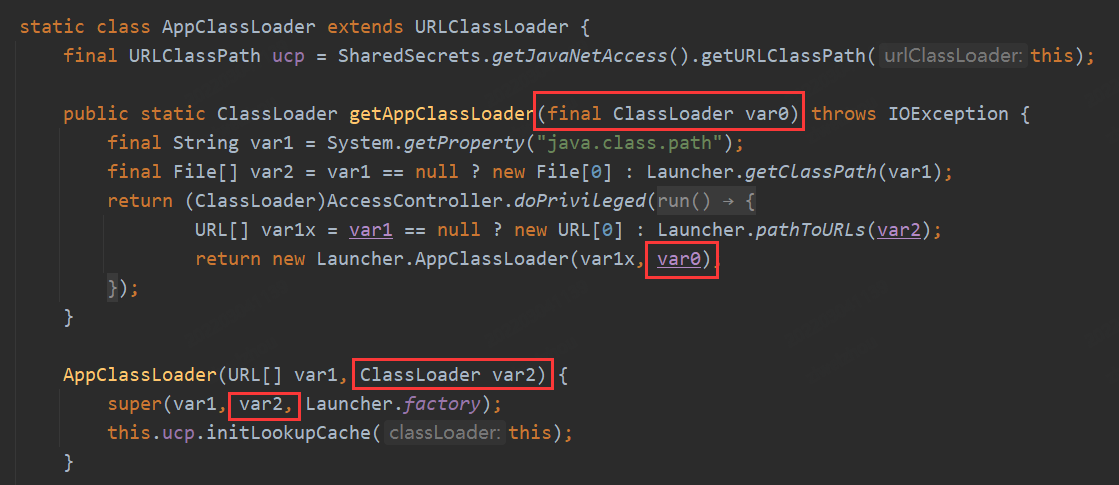 static class AppClassLoader extends URLClassLoader {
final URLClassPath ucp = SharedSecrets.getJavaNetAccess().getURLClassPath( urlClassLoader: this);
public static ClassLoader getAppClassLoader(final ClassLoader var0) throws IOException {
final String var1 = System.getProperty("java.class.path");
final File[] var2 = var1 == null ? new File[0] : Launcher.getClassPath(var1);
return (ClassLoader)AccessController.doPrivileged(run() → {
URL[] var1x = var1 == null ? new URL[0] : Launcher.pathToURLs(var2);
return new Launcher.AppClassLoader(var1x, var0);
});
}
AppClassLoader(URL[] var1, ClassLoader var2) {
super(var1, var2, Launcher.factory);
this.ucp.initLookupCache( classLoader: this);
}